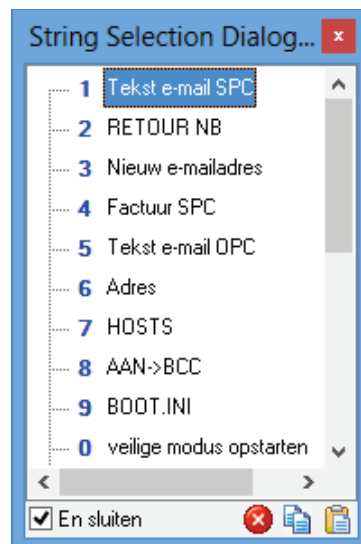 String Selection Dialog...
1 Tekst e-mail SPC
2 RETOUR NB
3 Nieuw e-mailadres
4 Factuur SPC
5 Tekst e-mail OPC
6 Adres
7 HOSTS
8 AAN->BCC
9 BOOT.INI
0 veilige modus opstarten
En sluiten